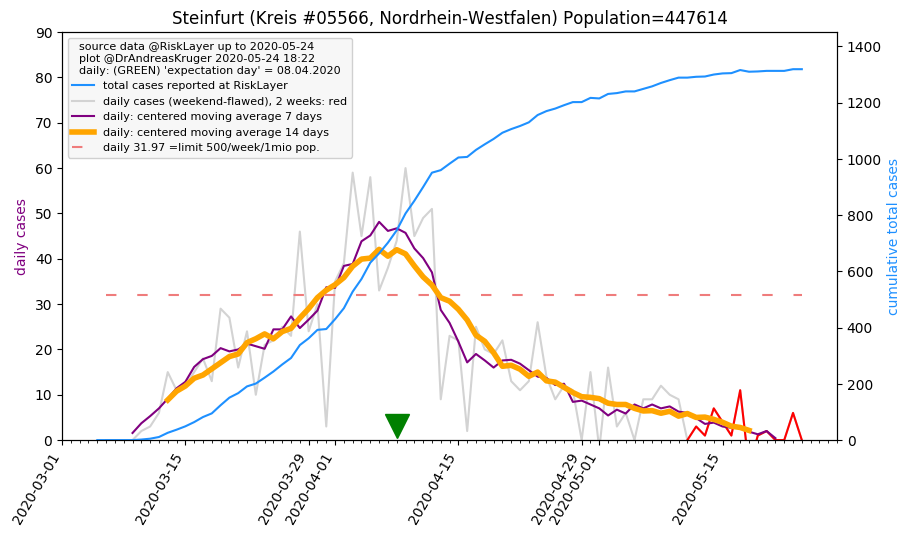 Steinfurt (Kreis #05566, Nordrhein-Westfalen) Population=447614
source data @RiskLayer up to 2020-05-24
plot @DrAndreasKruger 2020-05-24 18:22
daily: (GREEN) 'expectation day' = 08.04.2020
total cases reported at RiskLayer
daily cases (weekend-flawed), 2 weeks: red
daily: centered moving average 7 days
daily: centered moving average 14 days
daily 31.97 =limit 500/week/1mio pop.
daily cases
90
80
70
60
50
40
30
20
10
0
cumulative total cases
1400
1200
1000
800
600
400
200
0
2020-03-01
2020-03-15
2020-03-29
2020-04-01
2020-04-15
2020-04-29
2020-05-01
2020-05-15